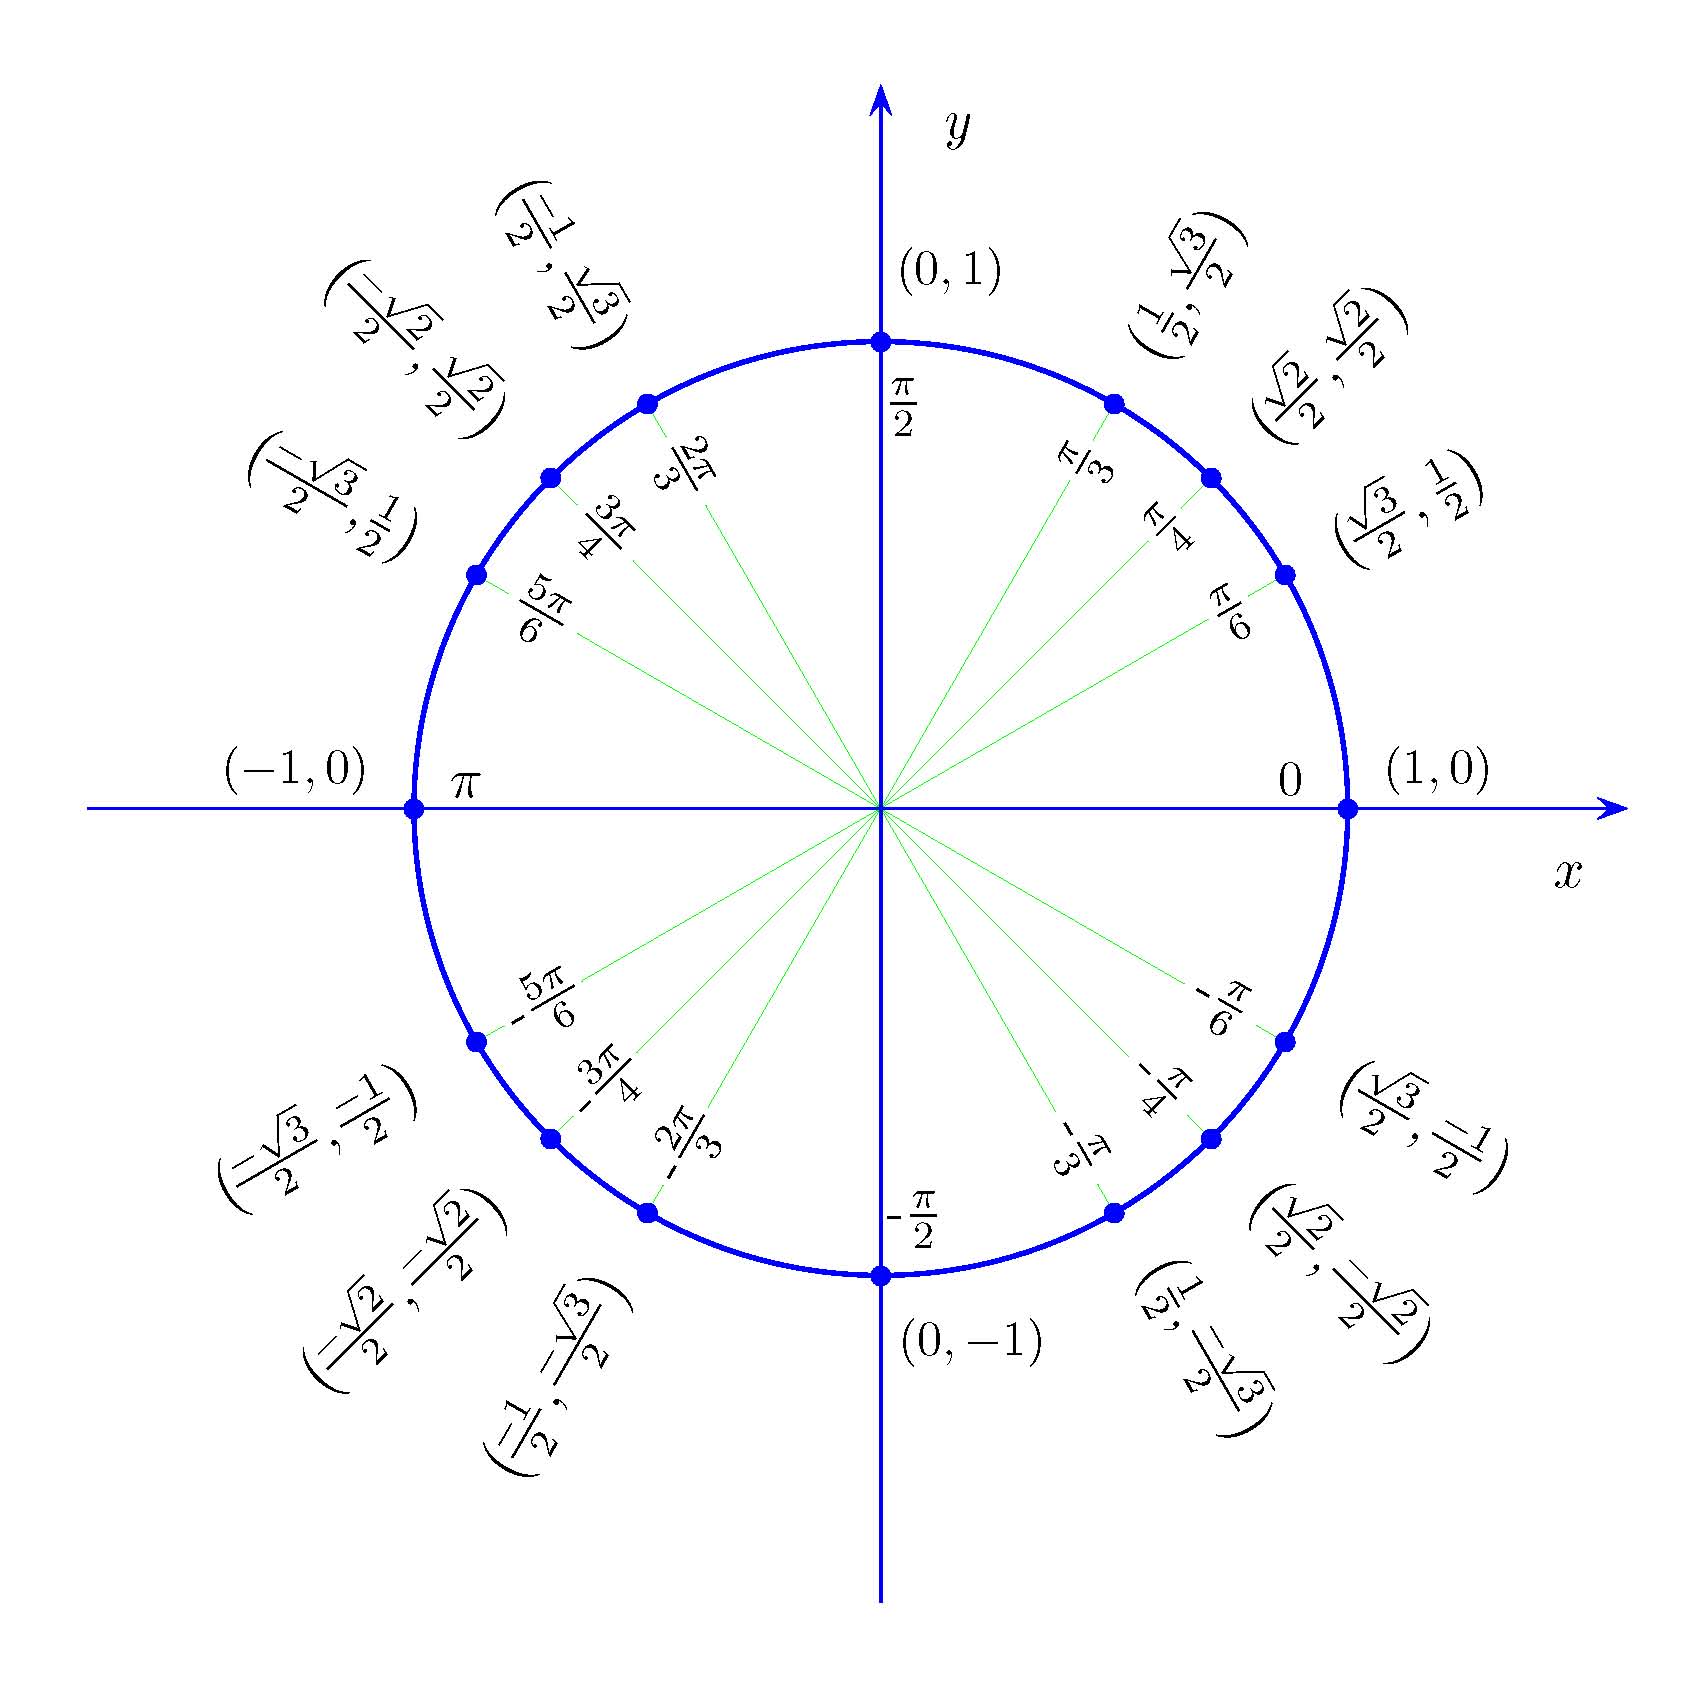 y
(0, 1)
(−1/2, √3/2)
(1/2, √3/2)
(−√2/2, √2/2)
(√2/2, √2/2)
(−√3/2, 1/2)
(√3/2, 1/2)
π/2
2π/3
π/3
3π/4
π/4
5π/6
π/6
(−1, 0)
π
0
(1, 0)
x
-5π/6
-π/6
-3π/4
-π/4
-2π/3
-π/3
-π/2
(−√3/2, −1/2)
(√3/2, −1/2)
(−√2/2, −√2/2)
(√2/2, −√2/2)
(−1/2, −√3/2)
(1/2, −√3/2)
(0, −1)